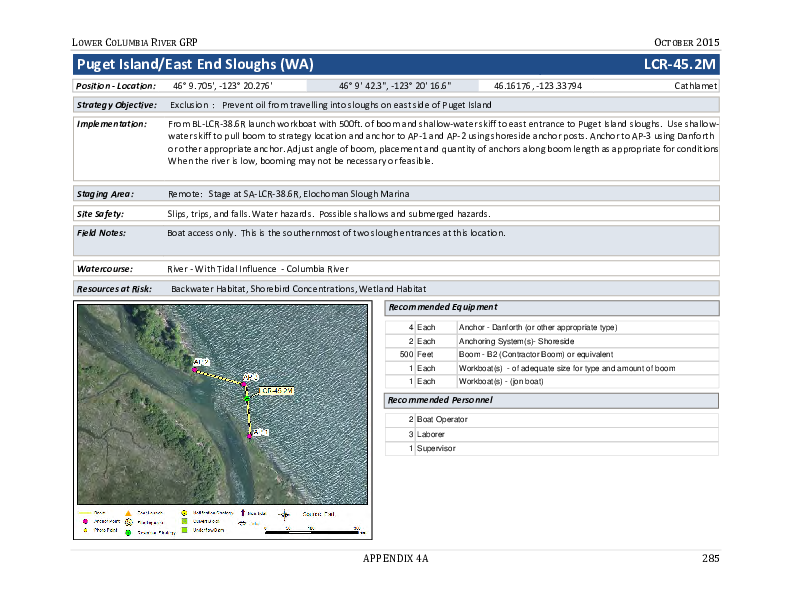 LOWER COLUMBIA RIVER GRP
OCTOBER 2015
Puget Island/East End Sloughs (WA)
LCR-45.2M
Position - Location: 46° 9.705', -123° 20.276' 46° 9' 42.3", -123° 20' 16.6" 46.16176, -123.33794 Cathlamet
Strategy Objective: Exclusion : Prevent oil from travelling into sloughs on east side of Puget Island
Implementation: From BL-LCR-38.6R launch workboat with 500ft. of boom and shallow-water skiff to east entrance to Puget Island sloughs. Use shallow-
water skiff to pull boom to strategy location and anchor to AP-1 and AP-2 using shoreside anchor posts. Anchor to AP-3 using Danforth
or other appropriate anchor. Adjust angle of boom, placement and quantity of anchors along boom length as appropriate for conditions
When the river is low, booming may not be necessary or feasible.
Staging Area: Remote: Stage at SA-LCR-38.6R, Elochoman Slough Marina
Site Safety: Slips, trips, and falls. Water hazards. Possible shallows and submerged hazards.
Field Notes: Boat access only. This is the southernmost of two slough entrances at this location.
Watercourse: River - With Tidal Influence - Columbia River
Resources at Risk: Backwater Habitat, Shorebird Concentrations, Wetland Habitat
Recommended Equipment
4 Each Anchor - Danforth (or other appropriate type)
2 Each Anchoring System(s)- Shoreside
500 Feet Boom - B2 (Contractor Boom) or equivalent
1 Each Workboat(s) - of adequate size for type and amount of boom
1 Each Workboat(s) - (jon boat)
Recommended Personnel
2 Boat Operator
3 Laborer
1 Supervisor
LCR-45.2M
Anchor Point
Photo Point
Notification Strategy
APPENDIX 4A
285